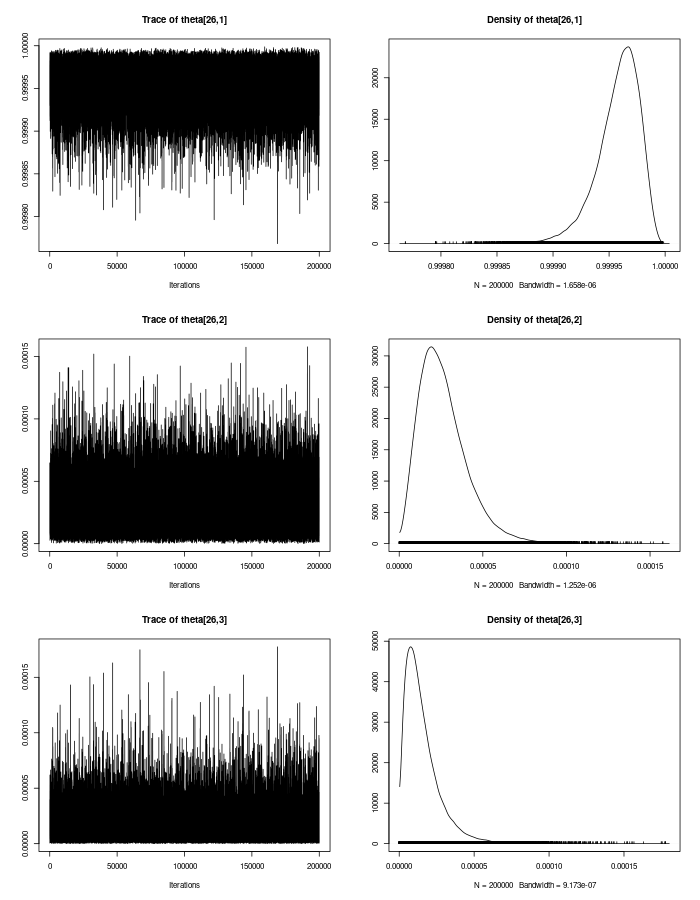 Trace of theta[26,1]
1.00000
0.99995
0.99990
0.99985
0.99980
0 50000 100000 150000 200000
Iterations
Density of theta[26,1]
20000
15000
10000
5000
0
0.99980 0.99985 0.99990 0.99995 1.00000
N = 200000 Bandwidth = 1.658e-06
Trace of theta[26,2]
0.00015
0.00010
0.00005
0.00000
0 50000 100000 150000 200000
Iterations
Density of theta[26,2]
30000
25000
20000
15000
10000
5000
0
0.00000 0.00005 0.00010 0.00015
N = 200000 Bandwidth = 1.252e-06
Trace of theta[26,3]
0.00015
0.00010
0.00005
0.00000
0 50000 100000 150000 200000
Iterations
Density of theta[26,3]
50000
40000
30000
20000
10000
0
0.00000 0.00005 0.00010 0.00015
N = 200000 Bandwidth = 9.173e-07